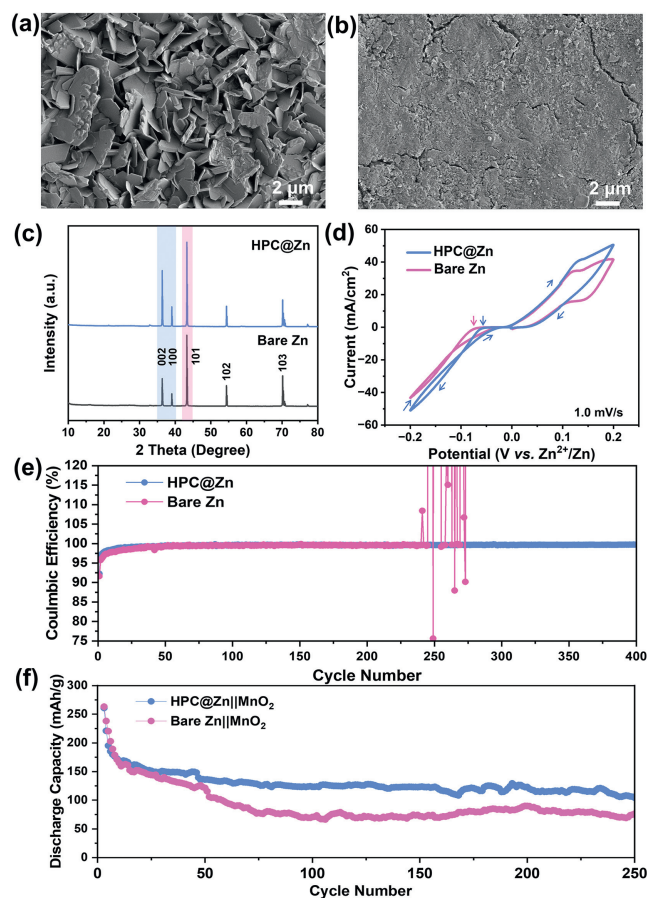 (a)
2 μm
(b)
2 μm
(c)
HPC@Zn
Bare Zn
002
100
101
102
103
Intensity (a.u.)
10 20 30 40 50 60 70 80
2 Theta (Degree)
(d)
HPC@Zn
Bare Zn
60
40
20
0
−20
−40
−60
Current (mA/cm²)
1.0 mV/s
−0.2 −0.1 0.0 0.1 0.2
Potential (V vs. Zn²⁺/Zn)
(e)
HPC@Zn
Bare Zn
120
115
110
105
100
95
90
85
80
75
Coulmbic Efficiency (%)
0 50 100 150 200 250 300 350 400
Cycle Number
(f)
HPC@Zn||MnO₂
Bare Zn||MnO₂
300
250
200
150
100
50
0
Discharge Capacity (mAh/g)
0 50 100 150 200 250
Cycle Number